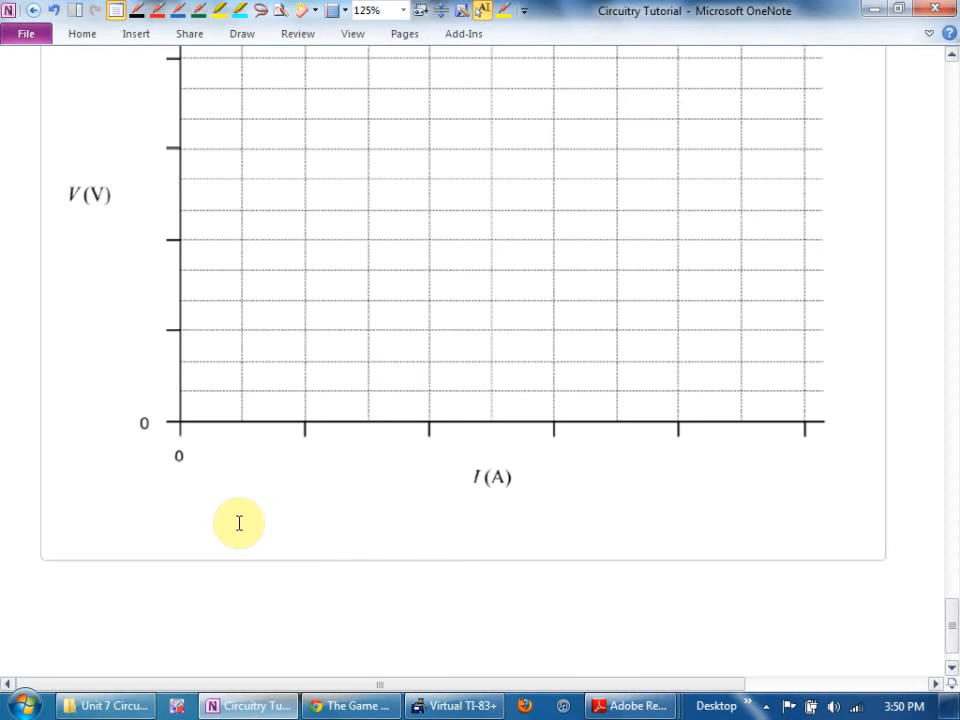 125%
Circuitry Tutorial - Microsoft OneNote
File Home Insert Share Draw Review View Pages Add-Ins
V (V)
0
0
I (A)
Unit 7 Circu... Circuitry Tu... The Game ... Virtual TI-83+ Adobe Re... Desktop » 3:50 PM